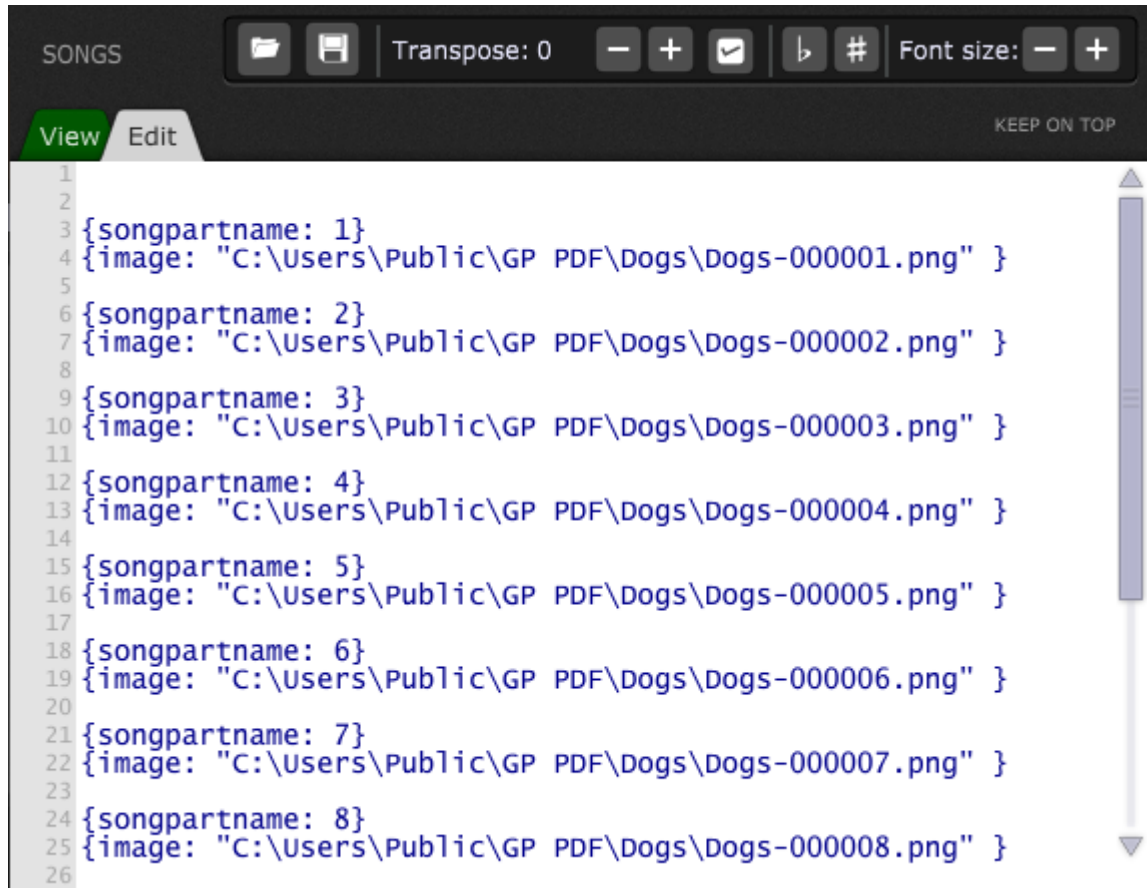 SONGS Transpose: 0 − + ♭ # Font size: − +
View Edit KEEP ON TOP
1
2
3 {songpartname: 1}
4 {image: "C:\Users\Public\GP PDF\Dogs\Dogs-000001.png" }
5
6 {songpartname: 2}
7 {image: "C:\Users\Public\GP PDF\Dogs\Dogs-000002.png" }
8
9 {songpartname: 3}
10 {image: "C:\Users\Public\GP PDF\Dogs\Dogs-000003.png" }
11
12 {songpartname: 4}
13 {image: "C:\Users\Public\GP PDF\Dogs\Dogs-000004.png" }
14
15 {songpartname: 5}
16 {image: "C:\Users\Public\GP PDF\Dogs\Dogs-000005.png" }
17
18 {songpartname: 6}
19 {image: "C:\Users\Public\GP PDF\Dogs\Dogs-000006.png" }
20
21 {songpartname: 7}
22 {image: "C:\Users\Public\GP PDF\Dogs\Dogs-000007.png" }
23
24 {songpartname: 8}
25 {image: "C:\Users\Public\GP PDF\Dogs\Dogs-000008.png" }
26